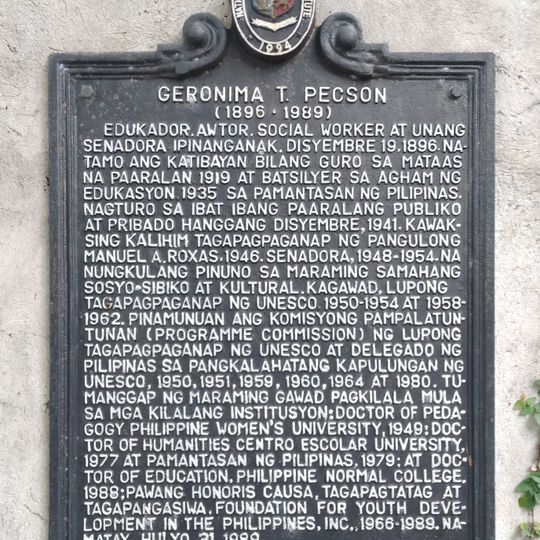 1994
GERONIMA T. PECSON
(1896 · 1989)
EDUKADOR, AWTOR, SOCIAL WORKER AT UNANG
SENADORA IPINANGANAK, DISYEMBRE 19, 1896. NA-
TAMO ANG KATIBAYAN BILANG GURO SA MATAAS
NA PAARALAN 1919 AT BATSILYER SA AGHAM NG
EDUKASYON 1935 SA PAMANTASAN NG PILIPINAS.
NAGTURO SA IBAT IBANG PAARALANG PUBLIKO
AT PRIBADO HANGGANG DISYEMBRE, 1941. KAWAK-
SING KALIHIM TAGAPAGPAGANAP NG PANGULONG
MANUEL A. ROXAS, 1946. SENADORA, 1948-1954. NA
NUNGKULANG PINUNO SA MARAMING SAMAHANG
SOSYO-SIBIKO AT KULTURAL. KAGAWAD, LUPONG
TAGAPAGPAGANAP NG UNESCO 1950-1954 AT 1958-
1962. PINAMUNUAN ANG KOMISYONG PAMPALATUN-
TUNAN (PROGRAMME COMMISSION) NG LUPONG
TAGAPAGPAGANAP NG UNESCO AT DELEGADO NG
PILIPINAS SA PANGKALAHATANG KAPULUNGAN NG
UNESCO, 1950, 1951, 1959, 1960, 1964 AT 1980. TU-
MANGGAP NG MARAMING GAWAD PAGKILALA MULA
SA MGA KILALANG INSTITUSYON: DOCTOR OF PEDA-
GOGY PHILIPPINE WOMEN'S UNIVERSITY, 1949: DOC-
TOR OF HUMANITIES CENTRO ESCOLAR UNIVERSITY,
1977 AT PAMANTASAN NG PILIPINAS, 1979; AT DOC-
TOR OF EDUCATION, PHILIPPINE NORMAL COLLEGE,
1988; PAWANG HONORIS CAUSA, TAGAPAGTATAG AT
TAGAPANGASIWA, FOUNDATION FOR YOUTH DEVE-
LOPMENT IN THE PHILIPPINES, INC., 1966-1989. NA-
MATAY, HULYO 31, 1989.